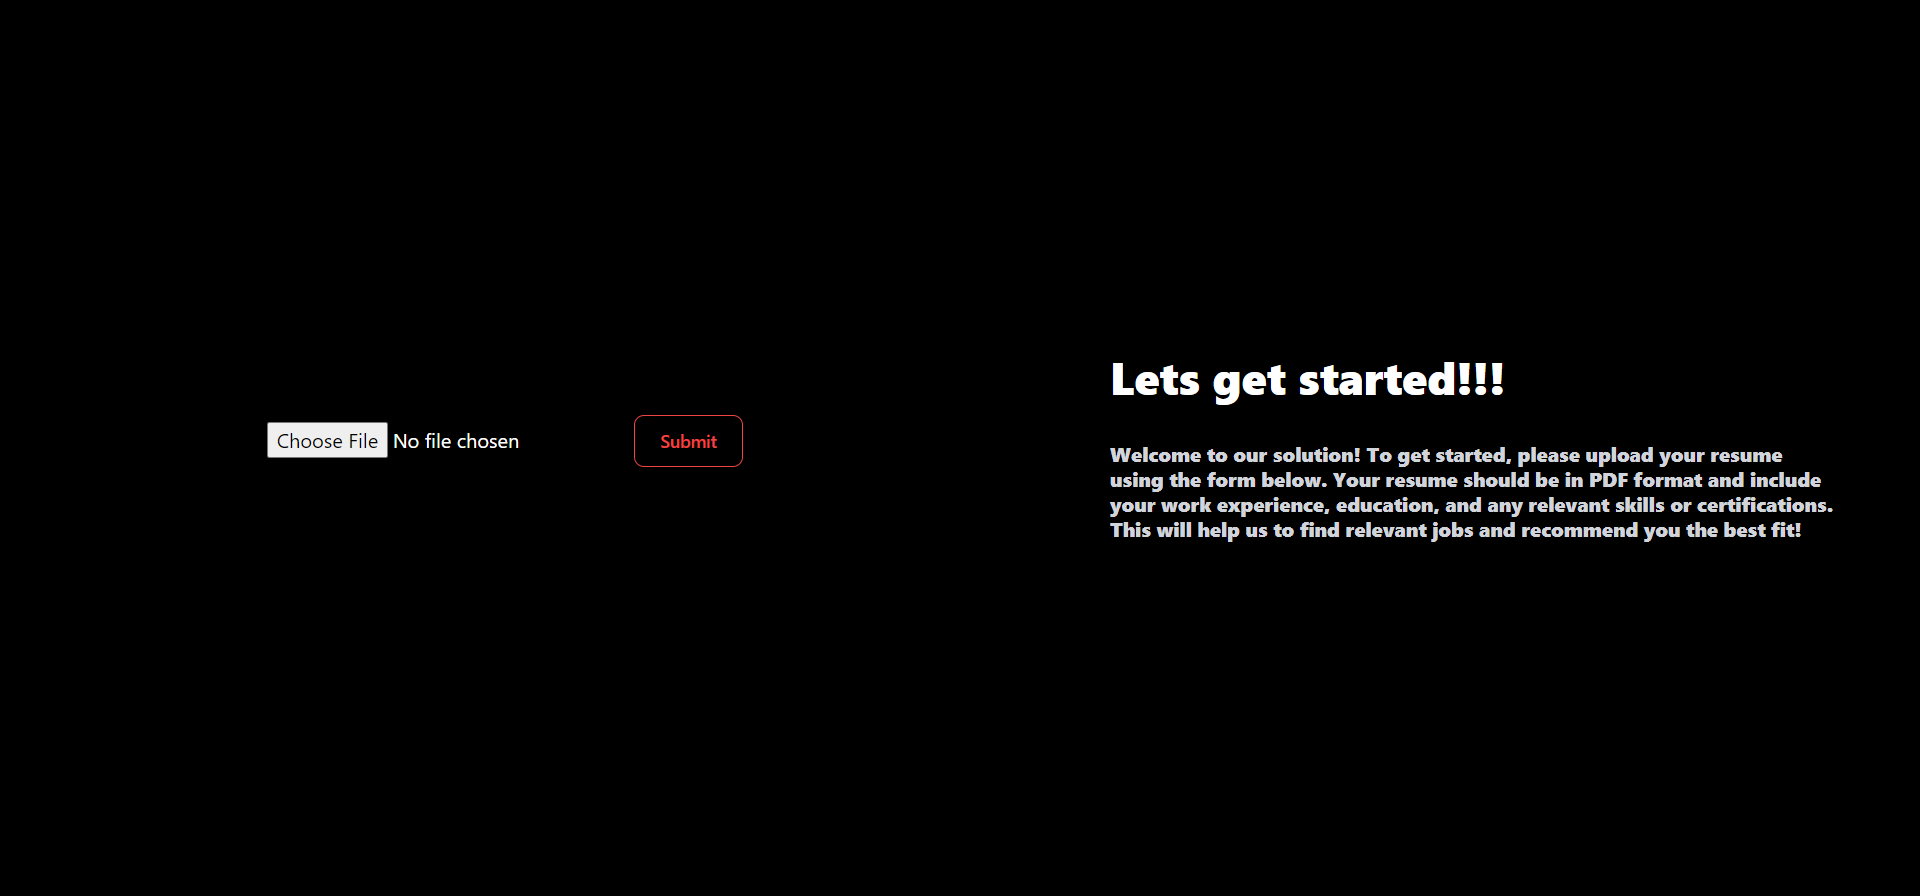 Choose File No file chosen
Submit
Lets get started!!!
Welcome to our solution! To get started, please upload your resume
using the form below. Your resume should be in PDF format and include
your work experience, education, and any relevant skills or certifications.
This will help us to find relevant jobs and recommend you the best fit!